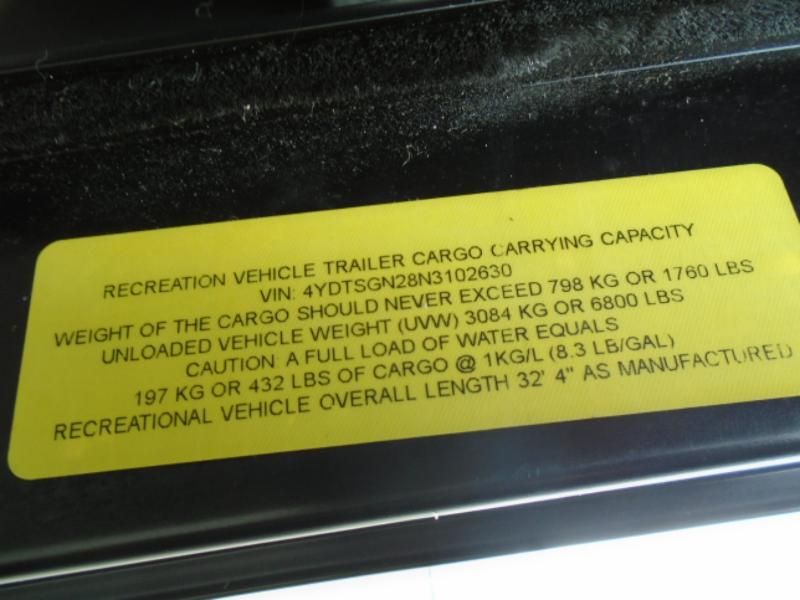 RECREATION VEHICLE TRAILER CARGO CARRYING CAPACITY
VIN: 4YDTSGN28N3102630
WEIGHT OF THE CARGO SHOULD NEVER EXCEED 798 KG OR 1760 LBS
UNLOADED VEHICLE WEIGHT (UVW) 3084 KG OR 6800 LBS
CAUTION: A FULL LOAD OF WATER EQUALS
197 KG OR 432 LBS OF CARGO @ 1KG/L (8.3 LB/GAL)
RECREATIONAL VEHICLE OVERALL LENGTH 32' 4" AS MANUFACTURED